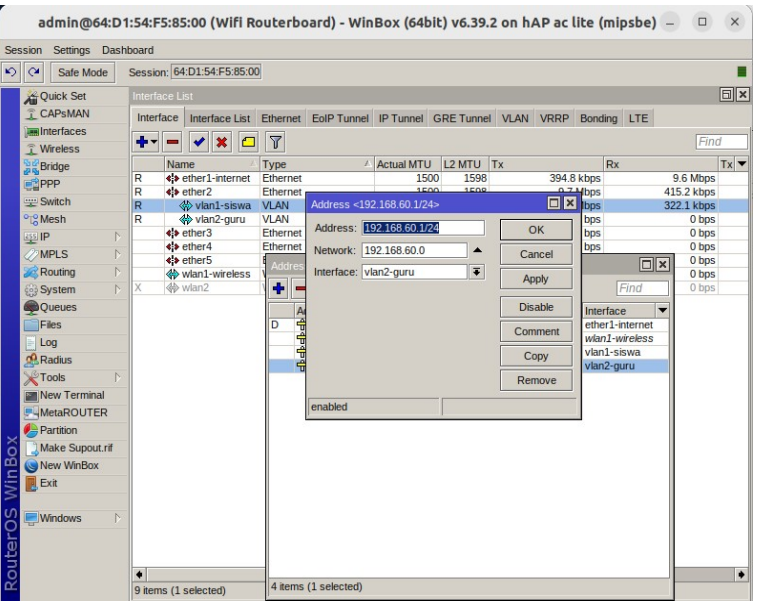 admin@64:D1:54:F5:85:00 (Wifi Routerboard) - WinBox (64bit) v6.39.2 on hAP ac lite (mipsbe)
Session Settings Dashboard
Safe Mode Session: 64:D1:54:F5:85:00
Quick Set
CAPsMAN
Interfaces
Wireless
Bridge
PPP
Switch
Mesh
IP
MPLS
Routing
System
Queues
Files
Log
Radius
Tools
New Terminal
MetaROUTER
Partition
Make Supout.rif
New WinBox
Exit
Windows
RouterOS WinBox
Interface List
Interface Interface List Ethernet EoIP Tunnel IP Tunnel GRE Tunnel VLAN VRRP Bonding LTE
Find
Name Type Actual MTU L2 MTU Tx Rx Tx
R ether1-internet Ethernet 1500 1598 394.8 kbps 9.6 Mbps
R ether2 Ethernet 1500 1598 9.7 Mbps 415.2 kbps
R vlan1-siswa VLAN 322.1 kbps
R vlan2-guru VLAN bps 0 bps
ether3 Ethernet bps 0 bps
ether4 Ethernet bps 0 bps
ether5 0 bps
wlan1-wireless 0 bps
X wlan2 0 bps
9 items (1 selected)
Find
Interface
D ether1-internet
wlan1-wireless
vlan1-siswa
vlan2-guru
4 items (1 selected)
Address <192.168.60.1/24>
Address: 192.168.60.1/24
Network: 192.168.60.0
Interface: vlan2-guru
OK
Cancel
Apply
Disable
Comment
Copy
Remove
enabled